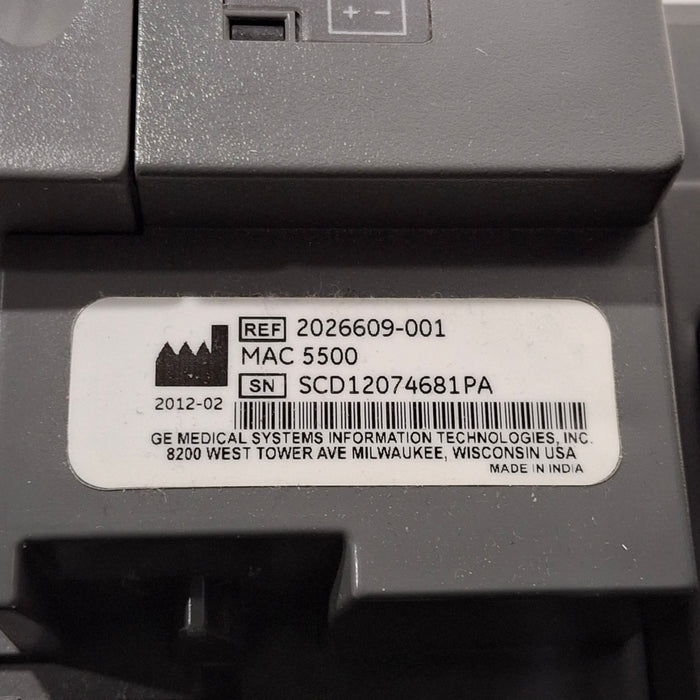 + -
REF 2026609-001
MAC 5500
SN SCD12074681PA
2012-02
GE MEDICAL SYSTEMS INFORMATION TECHNOLOGIES, INC.
8200 WEST TOWER AVE MILWAUKEE, WISCONSIN USA
MADE IN INDIA